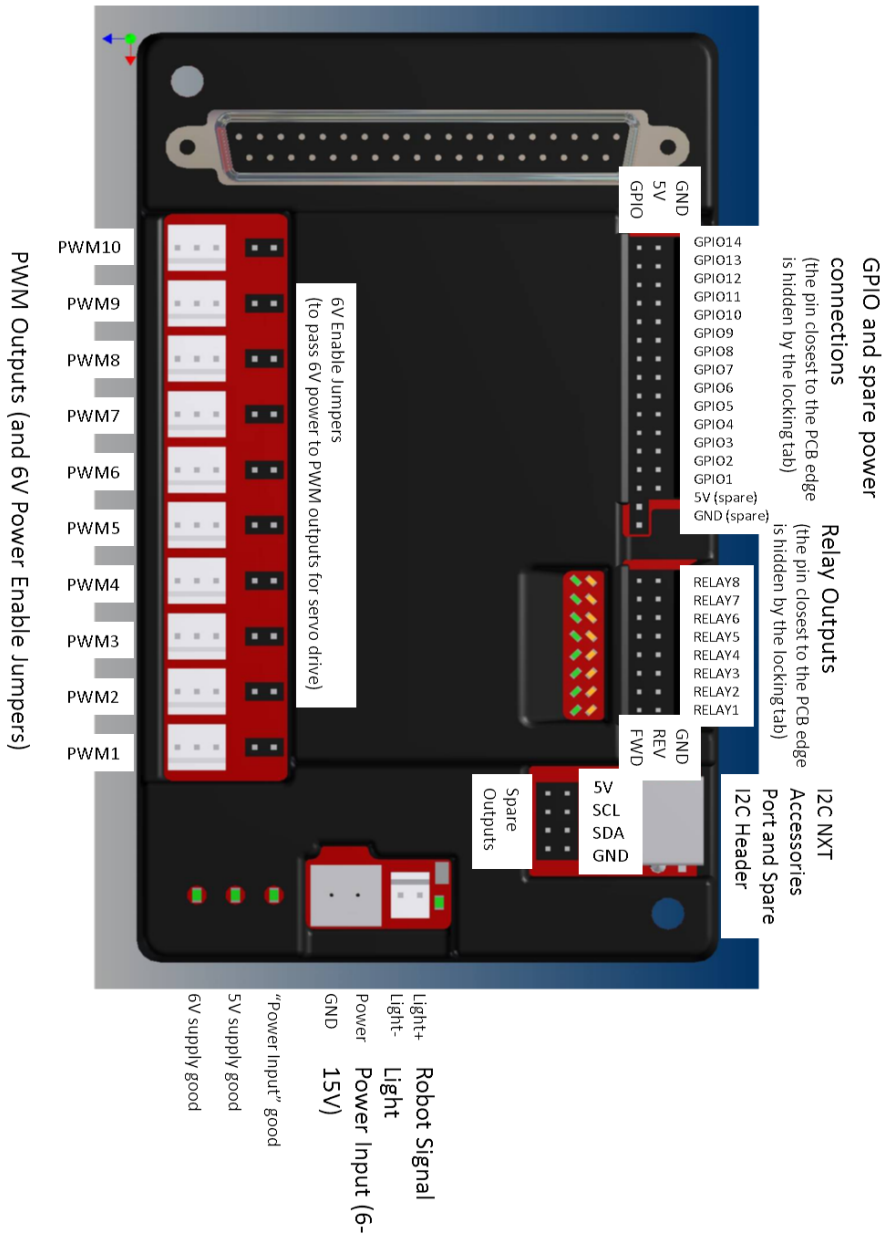 GPIO and spare power
connections
(the pin closest to the PCB edge
is hidden by the locking tab)
GND
5V
GPIO
GPIO14
GPIO13
GPIO12
GPIO11
GPIO10
GPIO9
GPIO8
GPIO7
GPIO6
GPIO5
GPIO4
GPIO3
GPIO2
GPIO1
5V (spare)
GND (spare)
Relay Outputs
(the pin closest to the PCB edge
is hidden by the locking tab)
RELAY8
RELAY7
RELAY6
RELAY5
RELAY4
RELAY3
RELAY2
RELAY1
GND
REV
FWD
I2C NXT
Accessories
Port and Spare
I2C Header
5V
SCL
SDA
GND
Spare
Outputs
6V Enable Jumpers
(to pass 6V power to PWM outputs for servo drive)
PWM10
PWM9
PWM8
PWM7
PWM6
PWM5
PWM4
PWM3
PWM2
PWM1
PWM Outputs (and 6V Power Enable Jumpers)
Robot Signal
Light
Light+
Light-
Power Input (6-
15V)
Power
GND
"Power Input" good
5V supply good
6V supply good